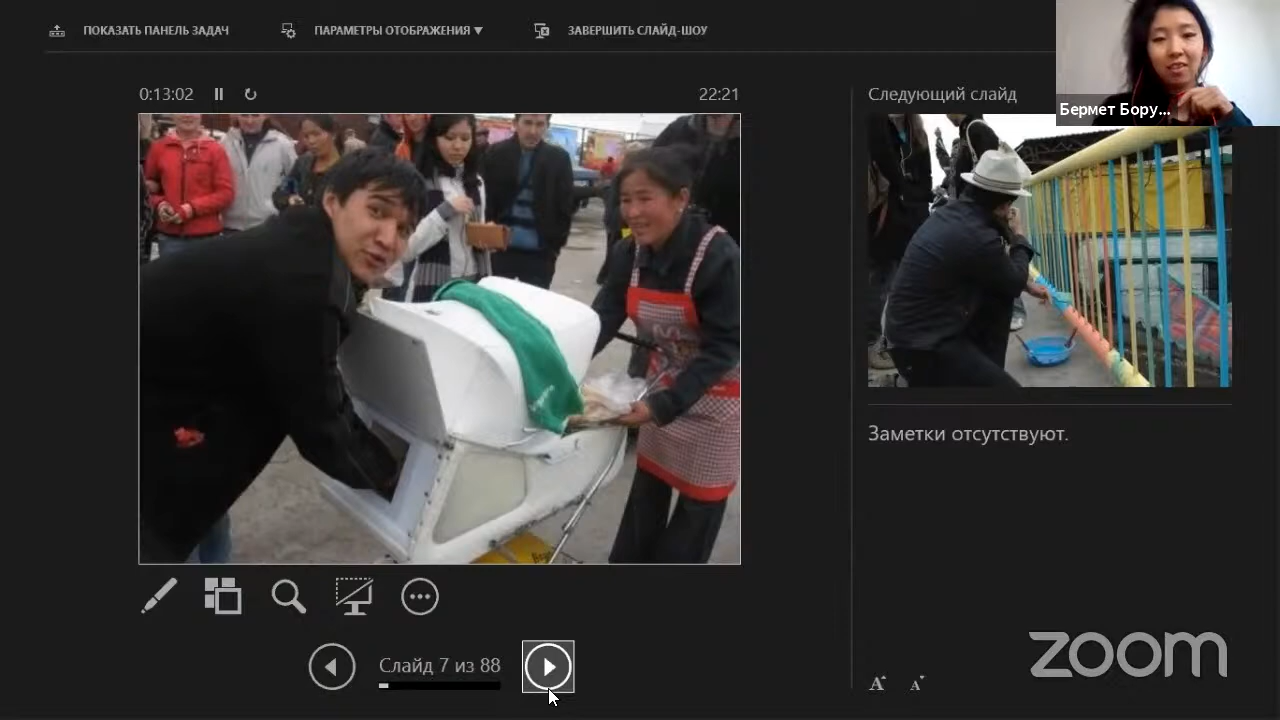 ПОКАЗАТЬ ПАНЕЛЬ ЗАДАЧ
ПАРАМЕТРЫ ОТОБРАЖЕНИЯ
ЗАВЕРШИТЬ СЛАЙД-ШОУ
0:13:02
22:21
Следующий слайд
Бермет Бору...
Заметки отсутствуют.
Слайд 7 из 88
A A
zoom